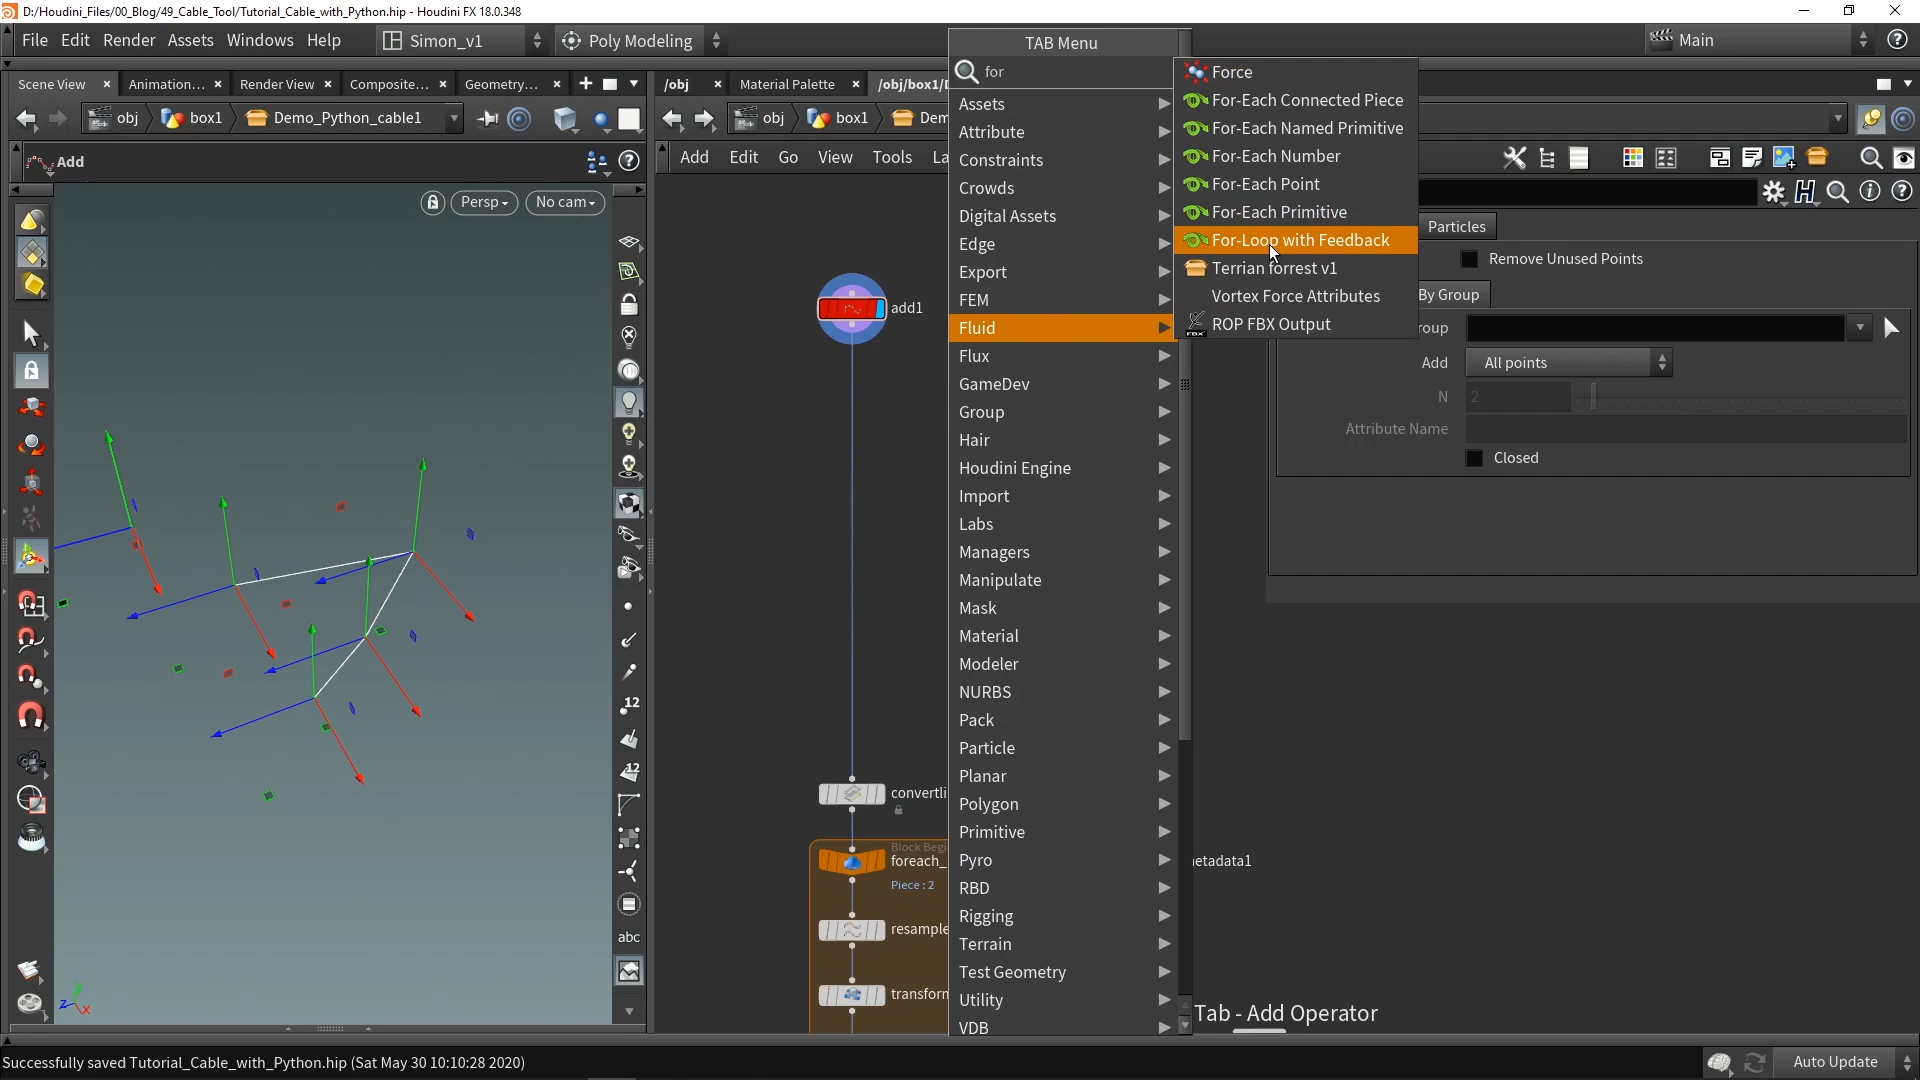 D:/Houdini_Files/00_Blog/49_Cable_Tool/Tutorial_Cable_with_Python.hip - Houdini FX 18.0.348
File Edit Render Assets Windows Help Simon_v1 Poly Modeling Main
Scene View Animation... Render View Composite... Geometry... /obj Material Palette /obj/box1/D
obj box1 Demo_Python_cable1 obj box1 Dem
Add
Add Edit Go View Tools La
Persp No cam
TAB Menu
for
Assets
Attribute
Constraints
Crowds
Digital Assets
Edge
Export
FEM
Fluid
Flux
GameDev
Group
Hair
Houdini Engine
Import
Labs
Managers
Manipulate
Mask
Material
Modeler
NURBS
Pack
Particle
Planar
Polygon
Primitive
Pyro
RBD
Rigging
Terrain
Test Geometry
Utility
VDB
Force
For-Each Connected Piece
For-Each Named Primitive
For-Each Number
For-Each Point
For-Each Primitive
For-Loop with Feedback
Terrian forrest v1
Vortex Force Attributes
ROP FBX Output
Particles
Remove Unused Points
By Group
roup
Add All points
N 2
Attribute Name
Closed
add1
convertli
Block Begi
foreach_
Piece : 2
resample
transforn
etadata1
12
12
abc
z y x
Tab - Add Operator
Successfully saved Tutorial_Cable_with_Python.hip (Sat May 30 10:10:28 2020)
Auto Update